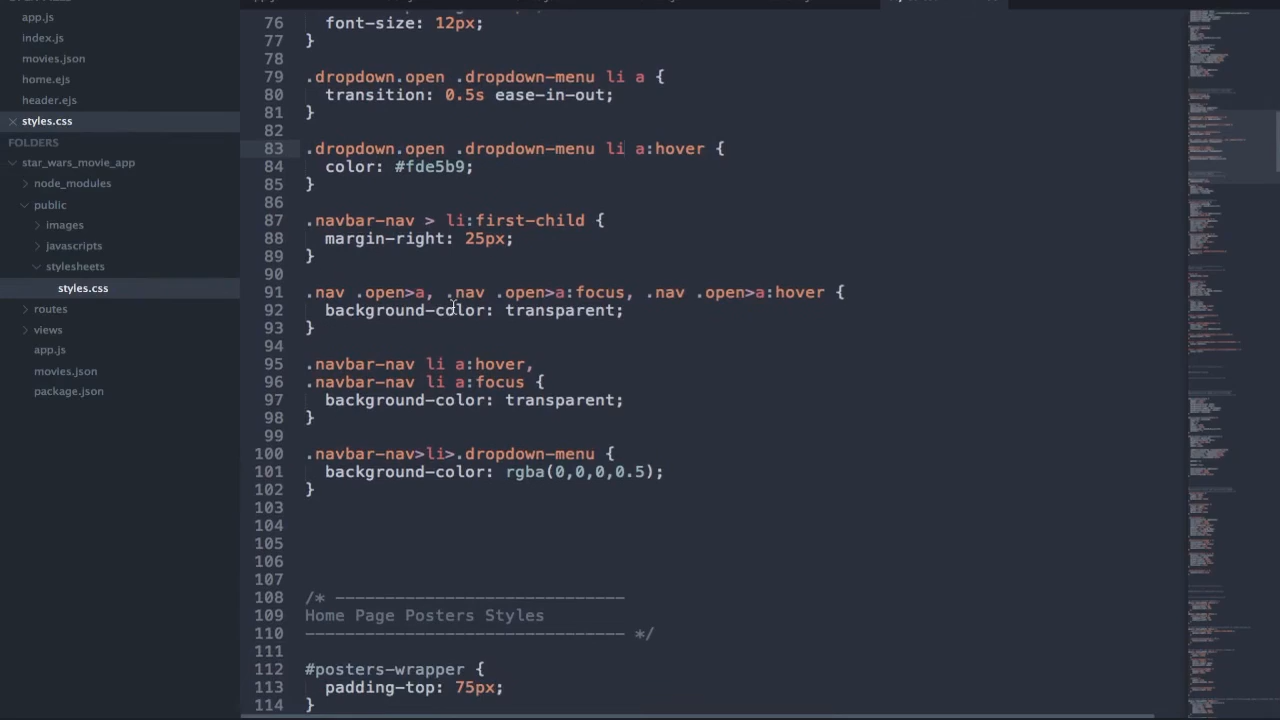 app.js
index.js
movies.json
home.ejs
header.ejs
styles.css
FOLDERS
star_wars_movie_app
node_modules
public
images
javascripts
stylesheets
styles.css
routes
views
app.js
movies.json
package.json
76 font-size: 12px;
77 }
78
79 .dropdown.open .dropdown-menu li a {
80 transition: 0.5s ease-in-out;
81 }
82
83 .dropdown.open .dropdown-menu li a:hover {
84 color: #fde5b9;
85 }
86
87 .navbar-nav > li:first-child {
88 margin-right: 25px;
89 }
90
91 .nav .open>a, .nav .open>a:focus, .nav .open>a:hover {
92 background-color: transparent;
93 }
94
95 .navbar-nav li a:hover,
96 .navbar-nav li a:focus {
97 background-color: transparent;
98 }
99
100 .navbar-nav>li>.dropdown-menu {
101 background-color: rgba(0,0,0,0.5);
102 }
103
104
105
106
107
108 /* -----------------------------
109 Home Page Posters Styles
110 -------------------------------- */
111
112 #posters-wrapper {
113 padding-top: 75px;
114 }